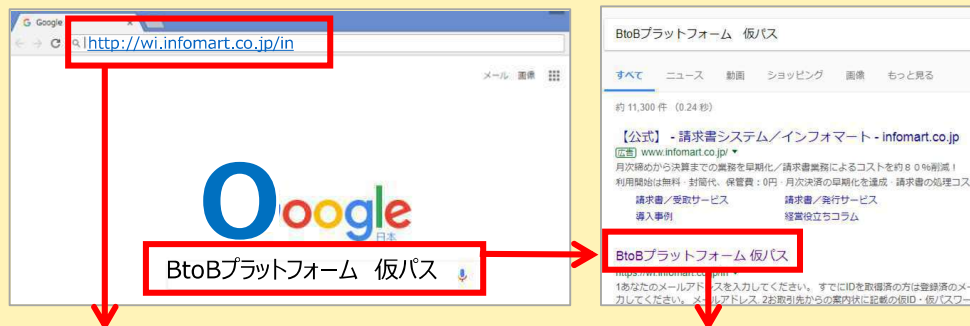 G Google
http://wi.infomart.co.jp/in
メール 画像
Ooogle
日本
BtoBプラットフォーム 仮パス
BtoBプラットフォーム 仮パス
すべて ニュース 動画 ショッピング 画像 もっと見る
約 11,300 件 (0.24 秒)
【公式】 - 請求書システム／インフォマート - infomart.co.jp
広告 www.infomart.co.jp/
月次締めから決算までの業務を早期化／請求書業務によるコストを約８０％削減！
利用開始は無料 · 封筒代、保管費：0円 · 月次決済の早期化を達成 · 請求書の処理コス
請求書／受取サービス 請求書／発行サービス
導入事例 経営役立ちコラム
BtoBプラットフォーム 仮パス
1あなたのメールアドレスを入力してください。 すでにIDを取得済の方は登録済のメー
力してください。 メールアドレス. 2お取引先からの案内状に記載の仮ID・仮パスワー